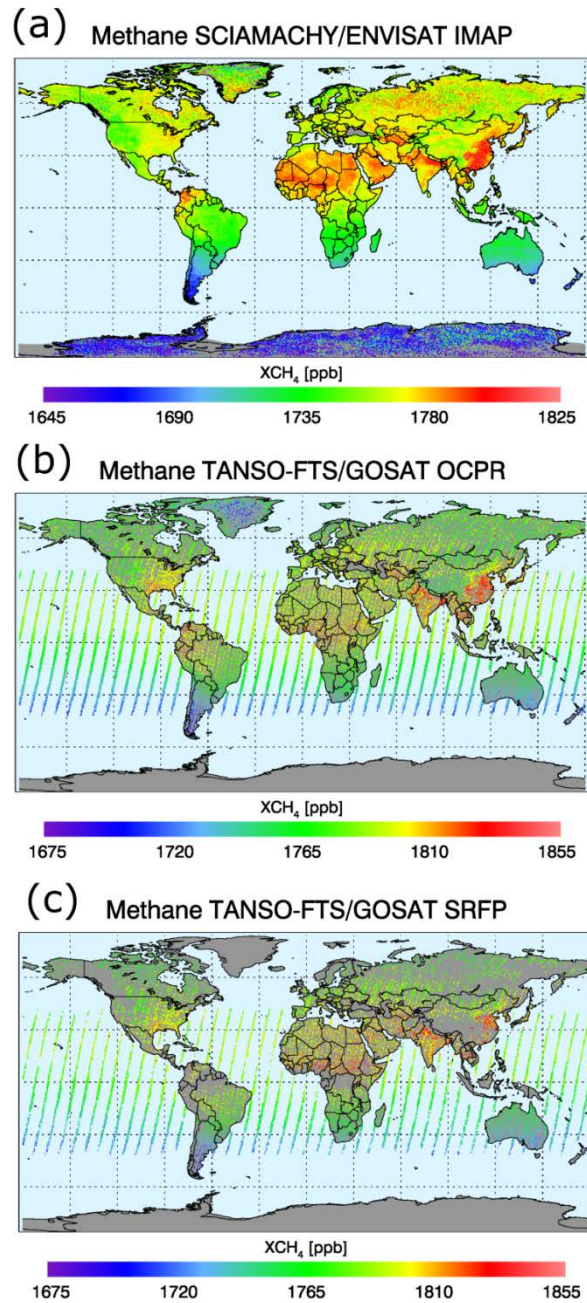 (a) Methane SCIAMACHY/ENVISAT IMAP
XCH₄ [ppb]
1645 1690 1735 1780 1825
(b) Methane TANSO-FTS/GOSAT OCPR
XCH₄ [ppb]
1675 1720 1765 1810 1855
(c) Methane TANSO-FTS/GOSAT SRFP
XCH₄ [ppb]
1675 1720 1765 1810 1855